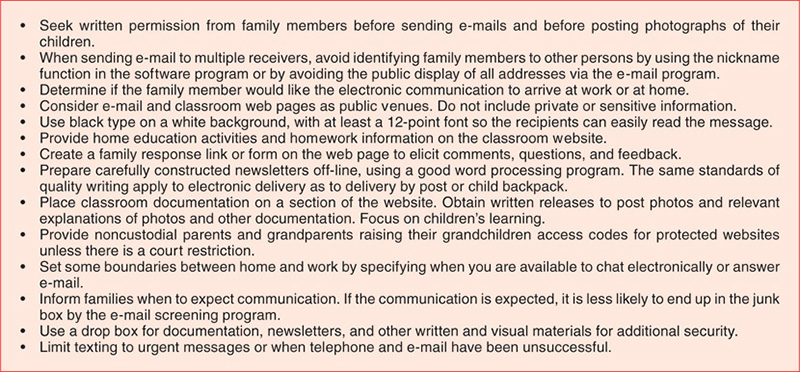 • Seek written permission from family members before sending e-mails and before posting photographs of their
children.
• When sending e-mail to multiple receivers, avoid identifying family members to other persons by using the nickname
function in the software program or by avoiding the public display of all addresses via the e-mail program.
• Determine if the family member would like the electronic communication to arrive at work or at home.
• Consider e-mail and classroom web pages as public venues. Do not include private or sensitive information.
• Use black type on a white background, with at least a 12-point font so the recipients can easily read the message.
• Provide home education activities and homework information on the classroom website.
• Create a family response link or form on the web page to elicit comments, questions, and feedback.
• Prepare carefully constructed newsletters off-line, using a good word processing program. The same standards of
quality writing apply to electronic delivery as to delivery by post or child backpack.
• Place classroom documentation on a section of the website. Obtain written releases to post photos and relevant
explanations of photos and other documentation. Focus on children's learning.
• Provide noncustodial parents and grandparents raising their grandchildren access codes for protected websites
unless there is a court restriction.
• Set some boundaries between home and work by specifying when you are available to chat electronically or answer
e-mail.
• Inform families when to expect communication. If the communication is expected, it is less likely to end up in the junk
box by the e-mail screening program.
• Use a drop box for documentation, newsletters, and other written and visual materials for additional security.
• Limit texting to urgent messages or when telephone and e-mail have been unsuccessful.